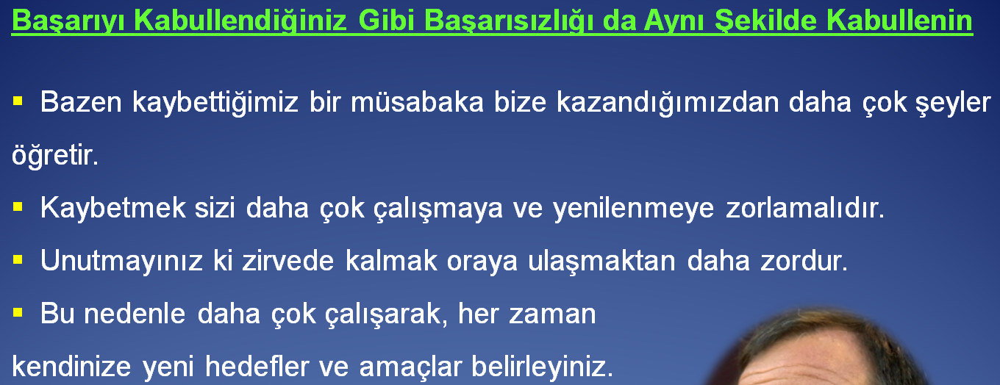 Başarıyı Kabullendiğiniz Gibi Başarısızlığı da Aynı Şekilde Kabullenin
▪ Bazen kaybettiğimiz bir müsabaka bize kazandığımızdan daha çok şeyler
öğretir.
▪ Kaybetmek sizi daha çok çalışmaya ve yenilenmeye zorlamalıdır.
▪ Unutmayınız ki zirvede kalmak oraya ulaşmaktan daha zordur.
▪ Bu nedenle daha çok çalışarak, her zaman
kendinize yeni hedefler ve amaçlar belirleyiniz.